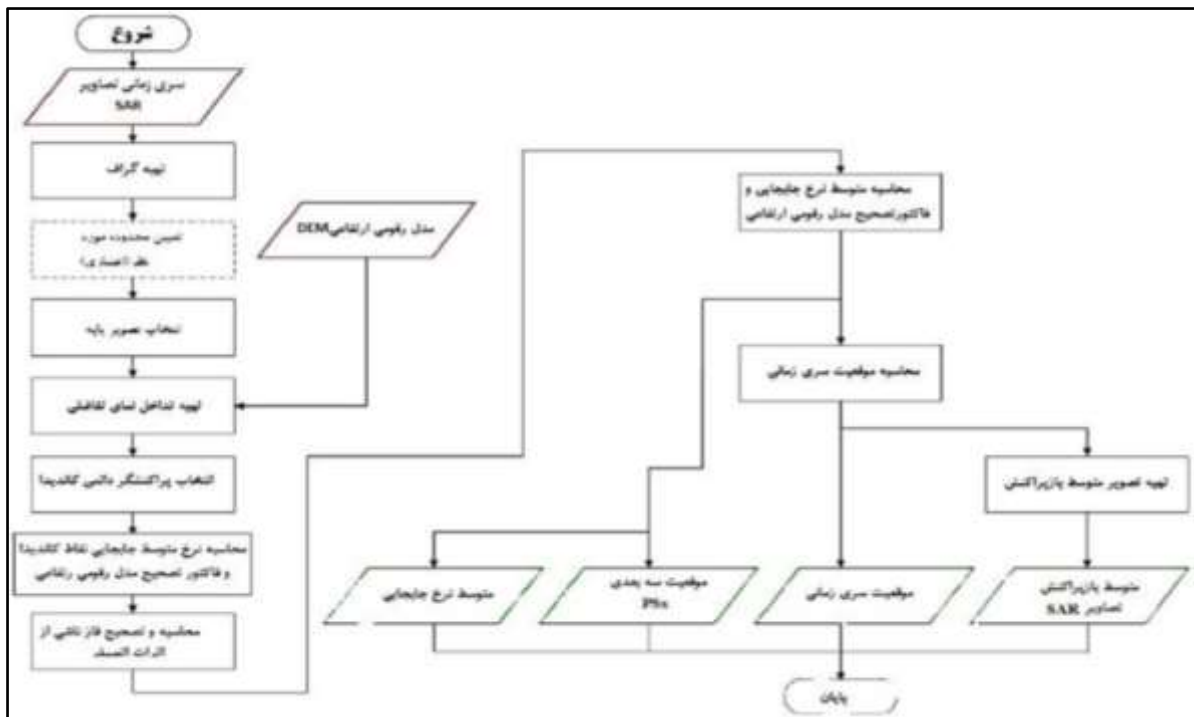 شروع
سری زمانی تصاویر
SAR
تهیه گراف
تعیین محدوده مورد
نظر (اختیاری)
انتخاب تصویر پایه
تهیه تداخل نمای تفاضلی
انتخاب پراکنشگر دائمی کاندیدا
محاسبه نرخ متوسط جابجایی نقاط کاندیدا
و فاکتور تصحیح مدل رقومی رتفاعی
محاسبه و تصحیح فاز ناشی از
اثرات اتمسفر
مدل رقومی ارتفاعی DEM
محاسبه متوسط نرخ جابجایی و
فاکتور تصحیح مدل رقومی ارتفاعی
محاسبه موقعیت سری زمانی
تهیه تصویر متوسط بازپراکنش
متوسط نرخ جابجایی
موقعیت سه بعدی
PSx
موقعیت سری زمانی
متوسط بازپراکنش
تصاویر SAR
پایان